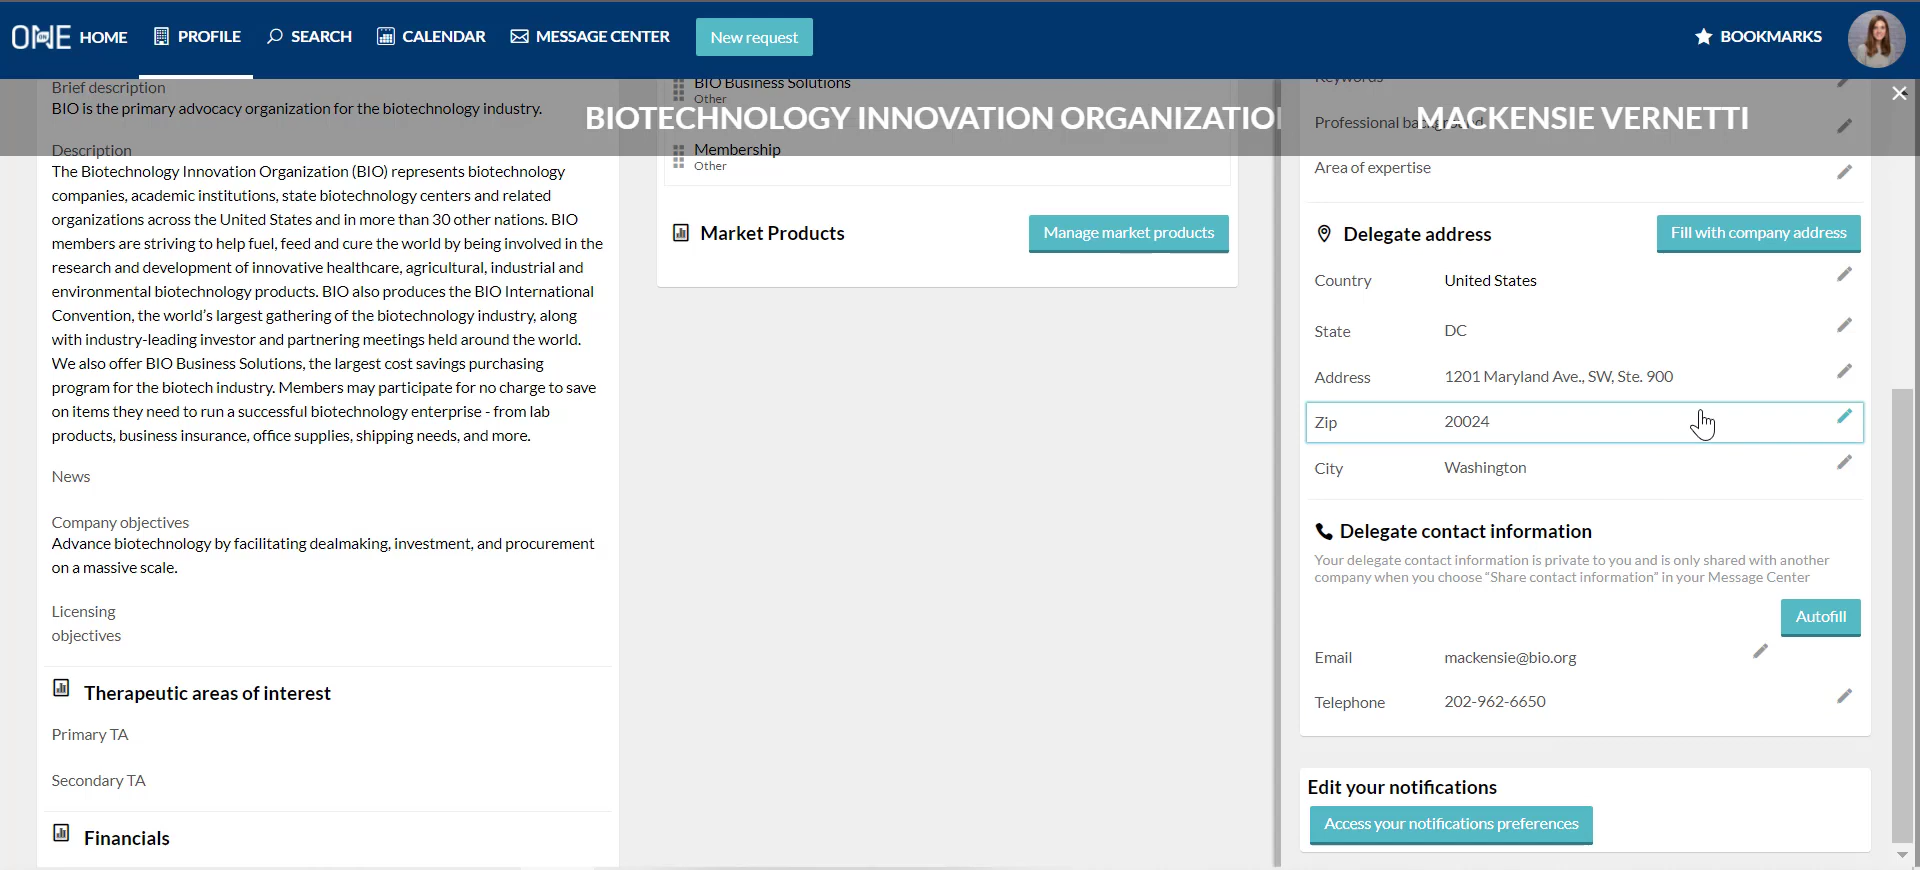 ONE HOME PROFILE SEARCH CALENDAR MESSAGE CENTER New request BOOKMARKS
Brief description
BIO is the primary advocacy organization for the biotechnology industry.
Description
The Biotechnology Innovation Organization (BIO) represents biotechnology
companies, academic institutions, state biotechnology centers and related
organizations across the United States and in more than 30 other nations. BIO
members are striving to help fuel, feed and cure the world by being involved in the
research and development of innovative healthcare, agricultural, industrial and
environmental biotechnology products. BIO also produces the BIO International
Convention, the world's largest gathering of the biotechnology industry, along
with industry-leading investor and partnering meetings held around the world.
We also offer BIO Business Solutions, the largest cost savings purchasing
program for the biotech industry. Members may participate for no charge to save
on items they need to run a successful biotechnology enterprise - from lab
products, business insurance, office supplies, shipping needs, and more.
News
Company objectives
Advance biotechnology by facilitating dealmaking, investment, and procurement
on a massive scale.
Licensing
objectives
Therapeutic areas of interest
Primary TA
Secondary TA
Financials
BIO Business Solutions
Other
BIOTECHNOLOGY INNOVATION ORGANIZATIO
Membership
Other
Market Products
Manage market products
Keywords
MACKENSIE VERNETTI
Professional background
Area of expertise
Delegate address
Fill with company address
Country United States
State DC
Address 1201 Maryland Ave., SW, Ste. 900
Zip 20024
City Washington
Delegate contact information
Your delegate contact information is private to you and is only shared with another
company when you choose "Share contact information" in your Message Center
Autofill
Email mackensie@bio.org
Telephone 202-962-6650
Edit your notifications
Access your notifications preferences